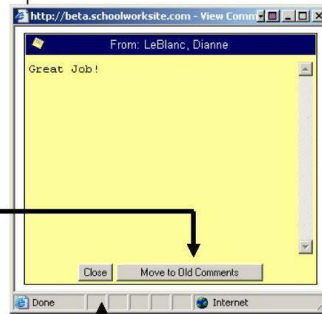 http://beta.schoolworksite.com - View Comm
From: LeBlanc, Dianne
Great Job!
Close Move to Old Comments
Done Internet